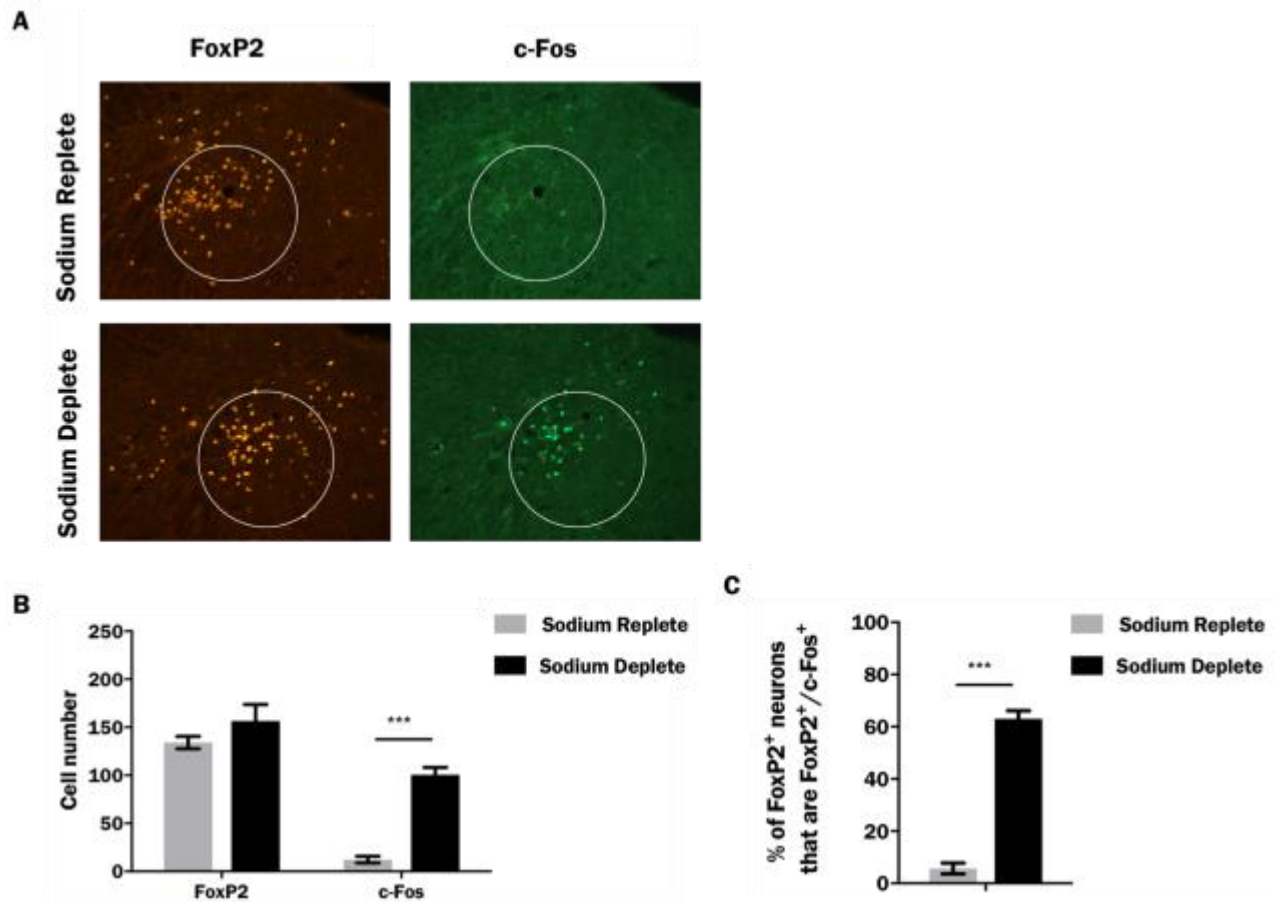 A
FoxP2
c-Fos
Sodium Replete
Sodium Deplete
B
Cell number
250
200
150
100
50
0
***
FoxP2
c-Fos
Sodium Replete
Sodium Deplete
C
% of FoxP2+ neurons
that are FoxP2+/c-Fos+
100
80
60
40
20
0
***
Sodium Replete
Sodium Deplete